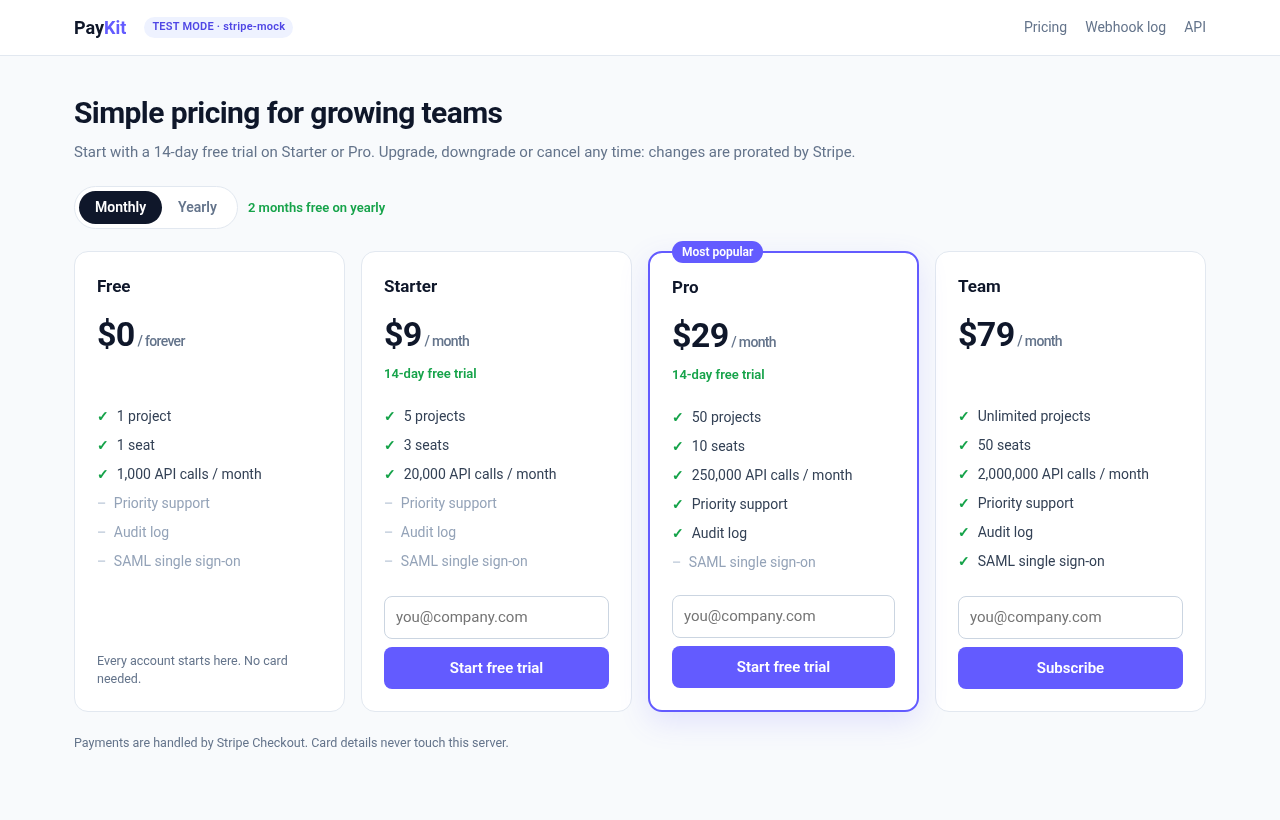 PayKit
TEST MODE · stripe-mock
Pricing
Webhook log
API
Simple pricing for growing teams
Start with a 14-day free trial on Starter or Pro. Upgrade, downgrade or cancel any time: changes are prorated by Stripe.
Monthly
Yearly
2 months free on yearly
Free
$0 / forever
✓ 1 project
✓ 1 seat
✓ 1,000 API calls / month
– Priority support
– Audit log
– SAML single sign-on
Every account starts here. No card
needed.
Starter
$9 / month
14-day free trial
✓ 5 projects
✓ 3 seats
✓ 20,000 API calls / month
– Priority support
– Audit log
– SAML single sign-on
you@company.com
Start free trial
Most popular
Pro
$29 / month
14-day free trial
✓ 50 projects
✓ 10 seats
✓ 250,000 API calls / month
✓ Priority support
✓ Audit log
– SAML single sign-on
you@company.com
Start free trial
Team
$79 / month
✓ Unlimited projects
✓ 50 seats
✓ 2,000,000 API calls / month
✓ Priority support
✓ Audit log
✓ SAML single sign-on
you@company.com
Subscribe
Payments are handled by Stripe Checkout. Card details never touch this server.